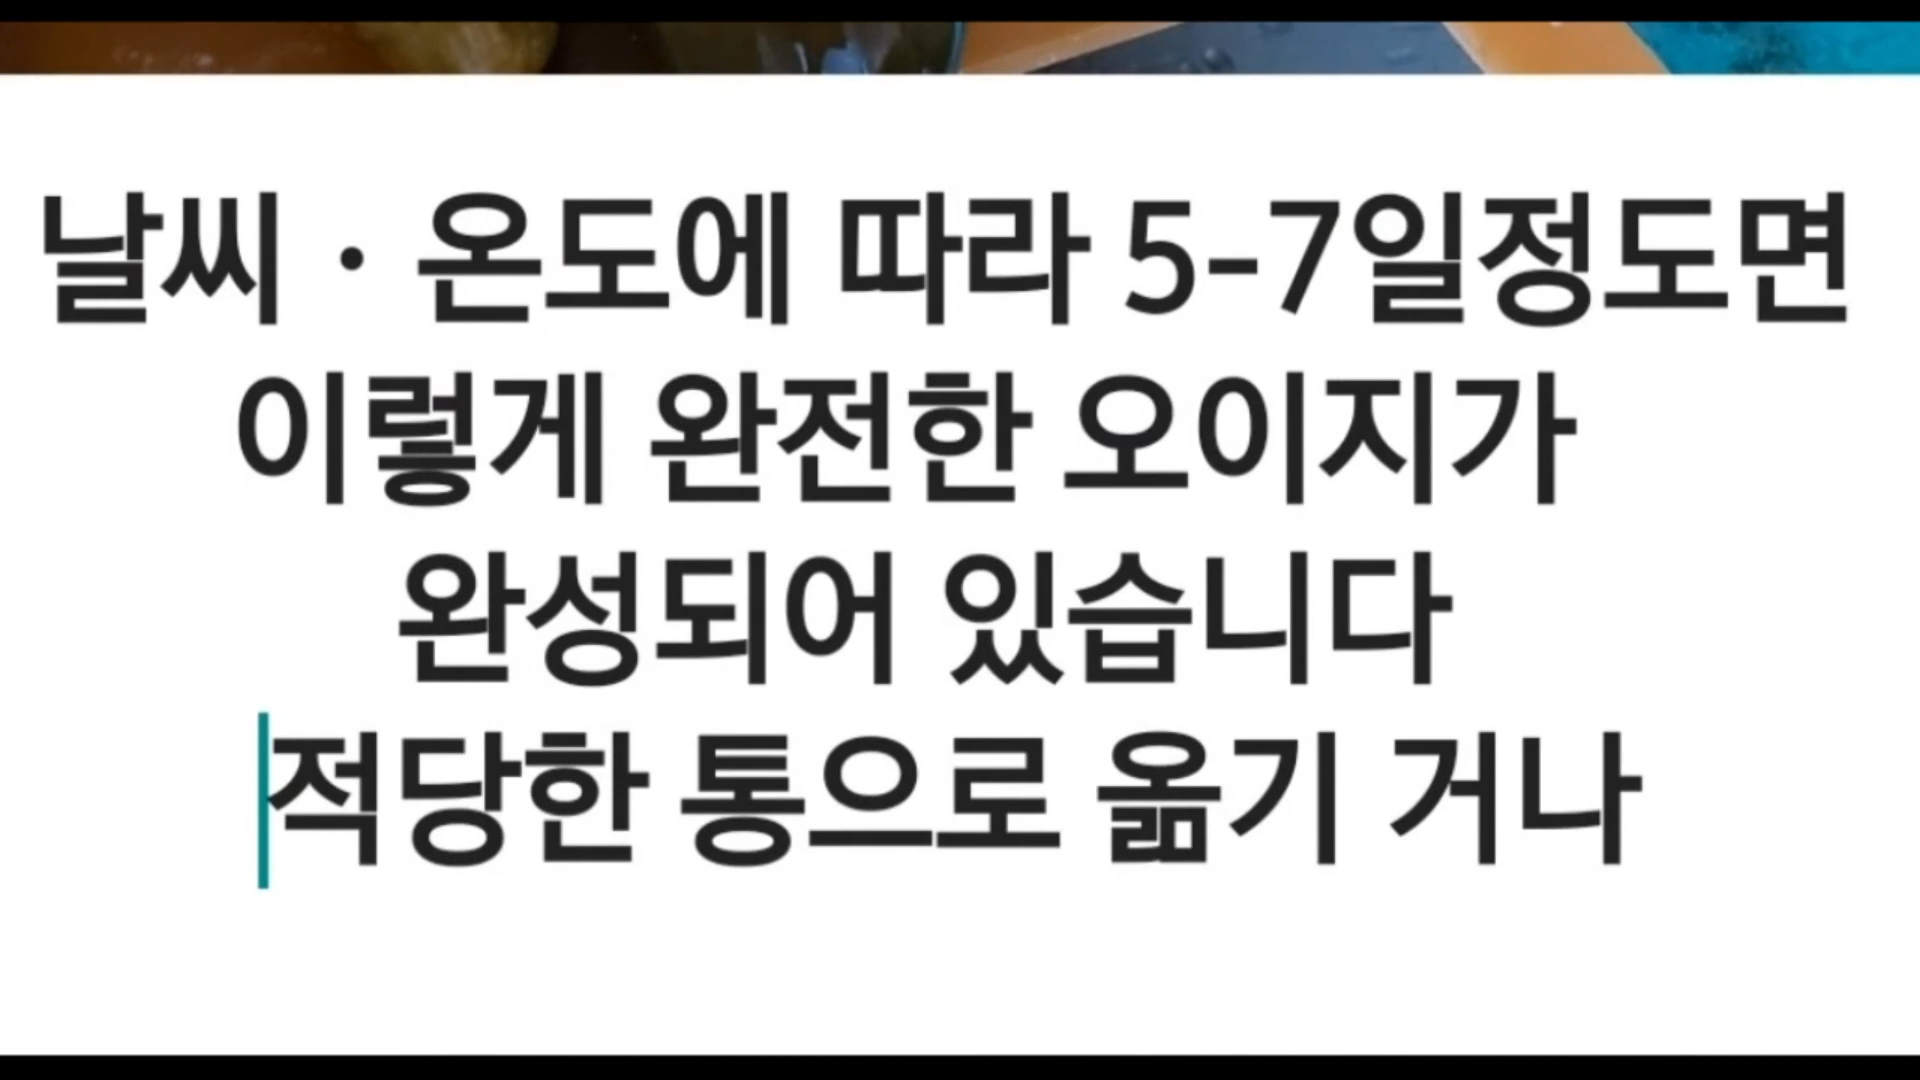 날씨 · 온도에 따라 5-7일정도면
이렇게 완전한 오이지가
완성되어 있습니다
적당한 통으로 옮기 거나